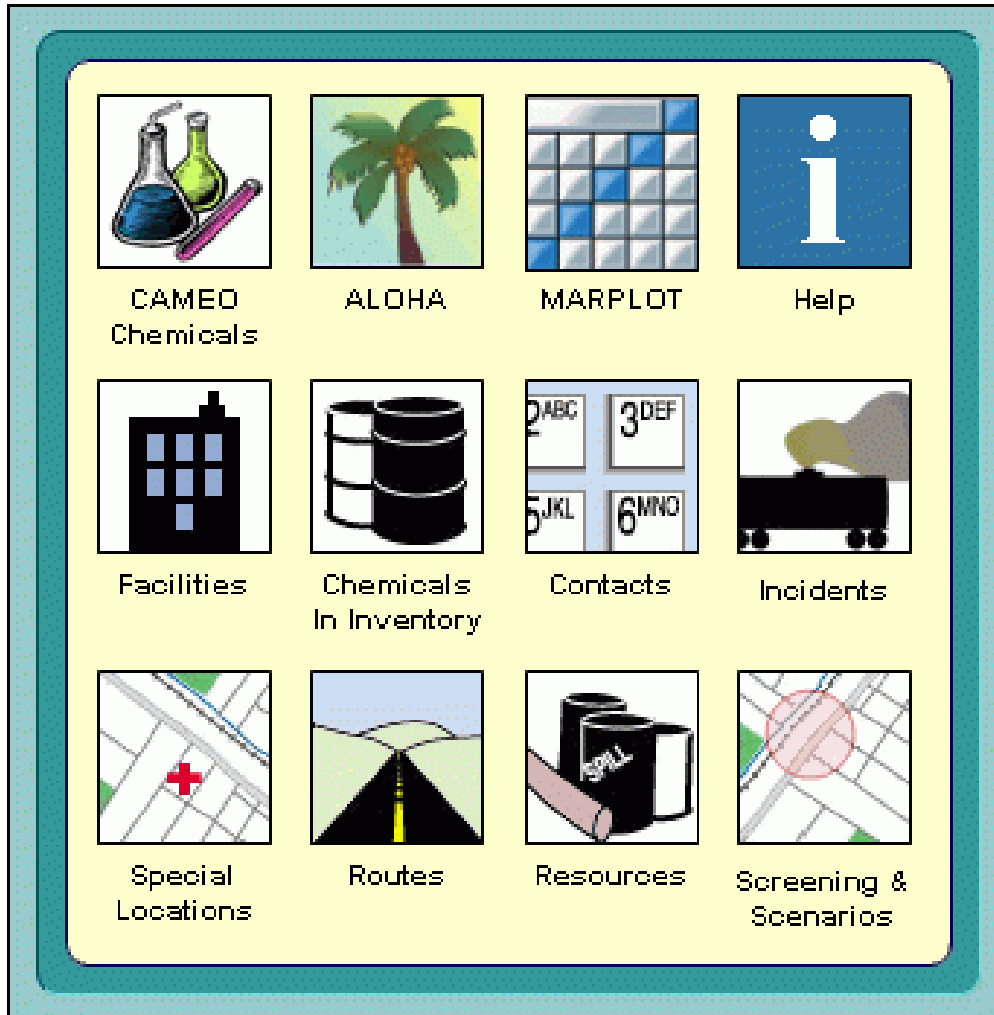 CAMEO
Chemicals
ALOHA
MARPLOT
i
Help
Facilities
Chemicals
In Inventory
2ABC
3DEF
5JKL
6MNO
Contacts
Incidents
Special
Locations
Routes
SPILL
Resources
Screening &
Scenarios